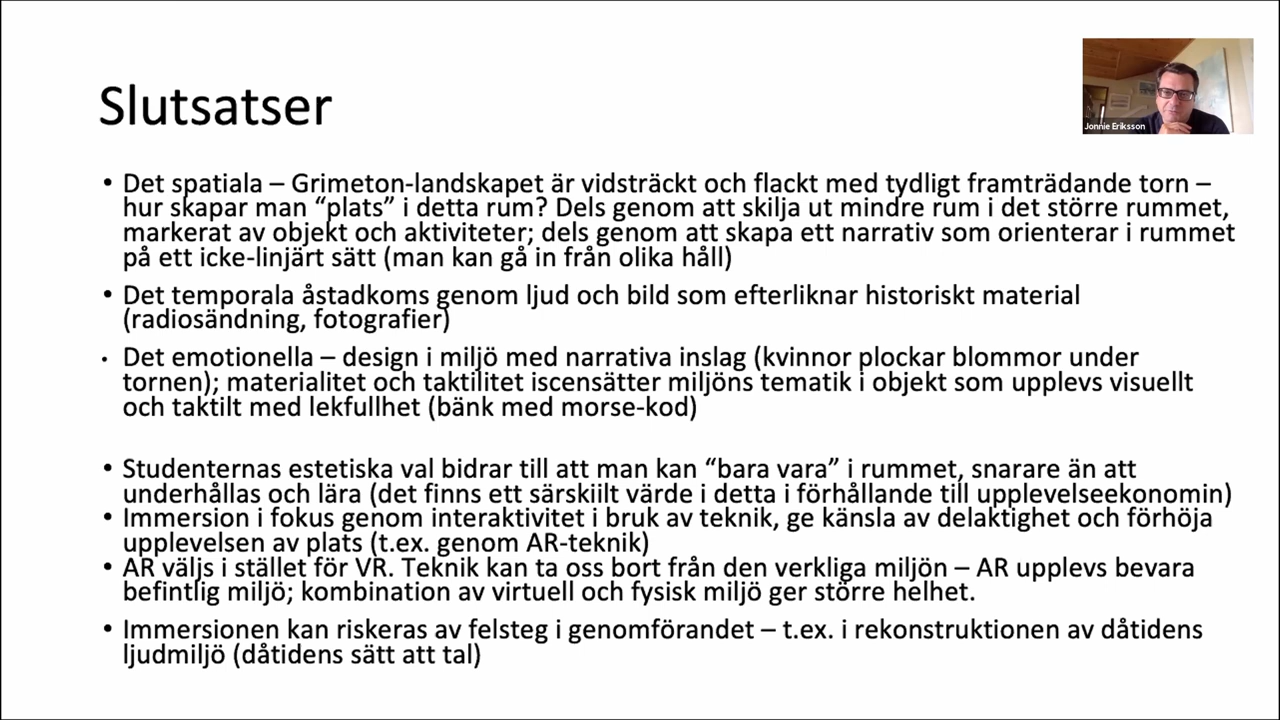 Slutsatser
Jonnie Eriksson
• Det spatiala – Grimeton-landskapet är vidsträckt och flackt med tydligt framträdande torn –
hur skapar man “plats” i detta rum? Dels genom att skilja ut mindre rum i det större rummet,
markerat av objekt och aktiviteter; dels genom att skapa ett narrativ som orienterar i rummet
på ett icke-linjärt sätt (man kan gå in från olika håll)
• Det temporala åstadkoms genom ljud och bild som efterliknar historiskt material
(radiosändning, fotografier)
• Det emotionella – design i miljö med narrativa inslag (kvinnor plockar blommor under
tornen); materialitet och taktilitet iscensätter miljöns tematik i objekt som upplevs visuellt
och taktilt med lekfullhet (bänk med morse-kod)
• Studenternas estetiska val bidrar till att man kan “bara vara” i rummet, snarare än att
underhållas och lära (det finns ett särskiilt värde i detta i förhållande till upplevelseekonomin)
• Immersion i fokus genom interaktivitet i bruk av teknik, ge känsla av delaktighet och förhöja
upplevelsen av plats (t.ex. genom AR-teknik)
• AR väljs i stället för VR. Teknik kan ta oss bort från den verkliga miljön – AR upplevs bevara
befintlig miljö; kombination av virtuell och fysisk miljö ger större helhet.
• Immersionen kan riskeras av felsteg i genomförandet – t.ex. i rekonstruktionen av dåtidens
ljudmiljö (dåtidens sätt att tal)